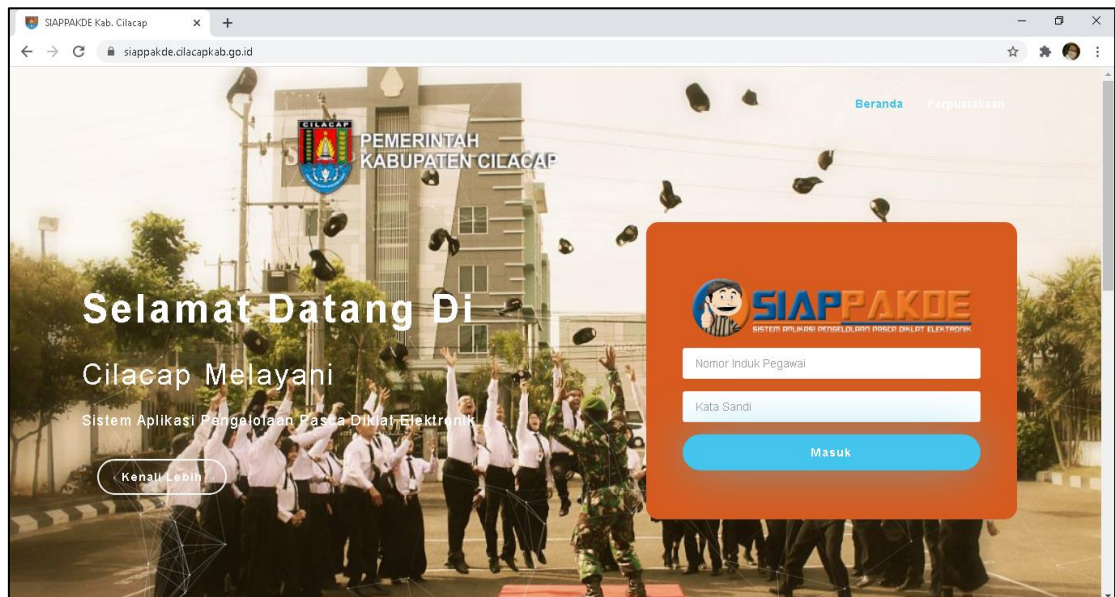 SIAPPAKDE Kab. Cilacap
siappakde.cilacapkab.go.id
Beranda Perpustakaan
CILACAP
PEMERINTAH
KABUPATEN CILACAP
Selamat Datang Di
Cilacap Melayani
Sistem Aplikasi Pengelolaan Pasca Diklat Elektronik
Kenali Lebih
SIAPPAKDE
SISTEM APLIKASI PENGELOLAAN PASCA DIKLAT ELEKTRONIK
Nomor Induk Pegawai
Kata Sandi
Masuk